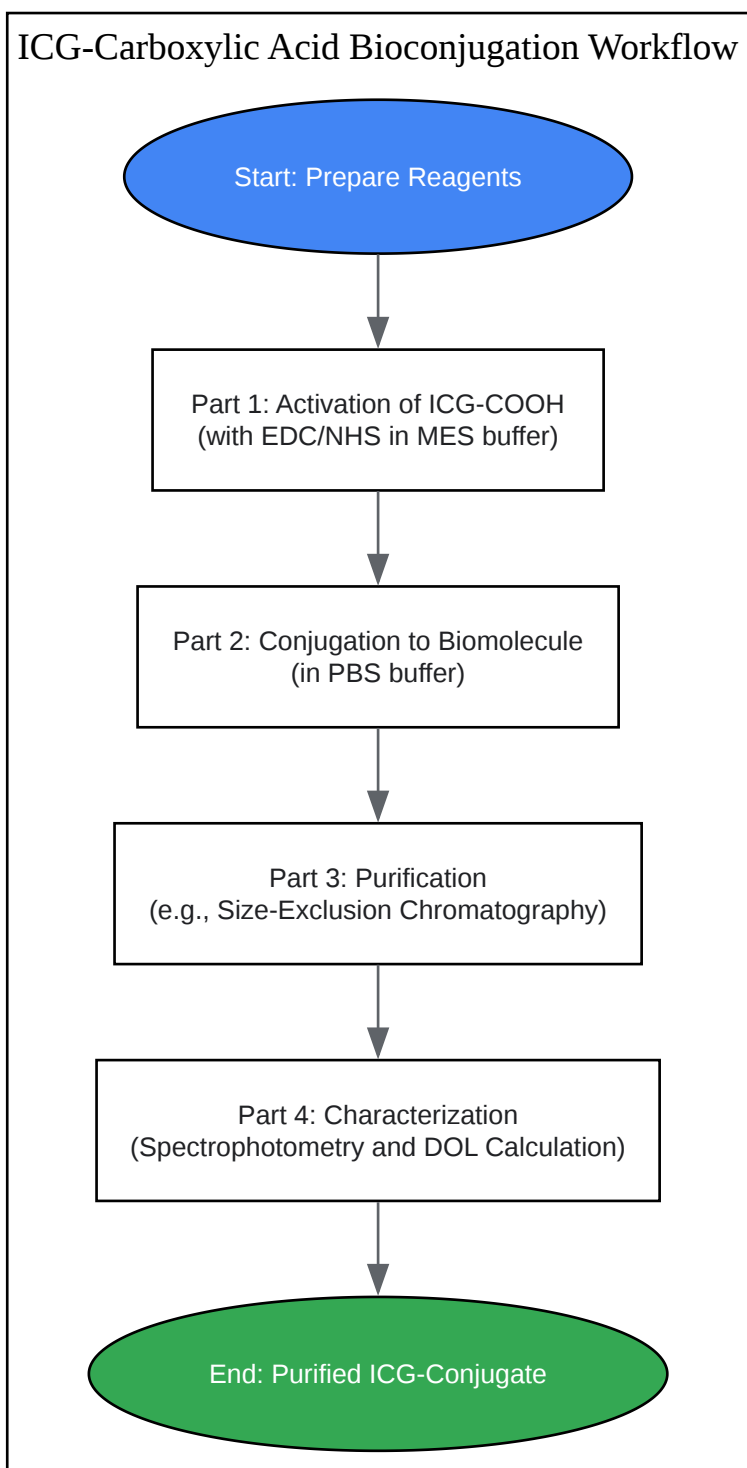 ICG-Carboxylic Acid Bioconjugation Workflow
Start: Prepare Reagents
Part 1: Activation of ICG-COOH
(with EDC/NHS in MES buffer)
Part 2: Conjugation to Biomolecule
(in PBS buffer)
Part 3: Purification
(e.g., Size-Exclusion Chromatography)
Part 4: Characterization
(Spectrophotometry and DOL Calculation)
End: Purified ICG-Conjugate